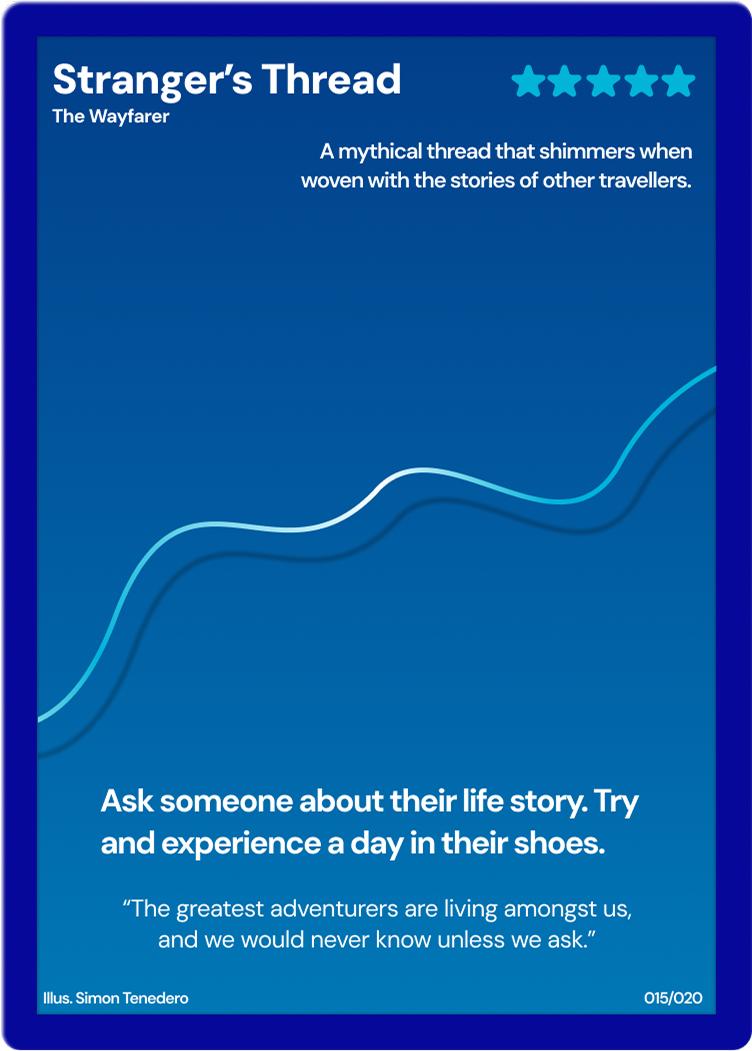 Stranger’s Thread
The Wayfarer
A mythical thread that shimmers when
woven with the stories of other travellers.
Ask someone about their life story. Try
and experience a day in their shoes.
“The greatest adventurers are living amongst us,
and we would never know unless we ask.”
Illus. Simon Tenedero
015/020